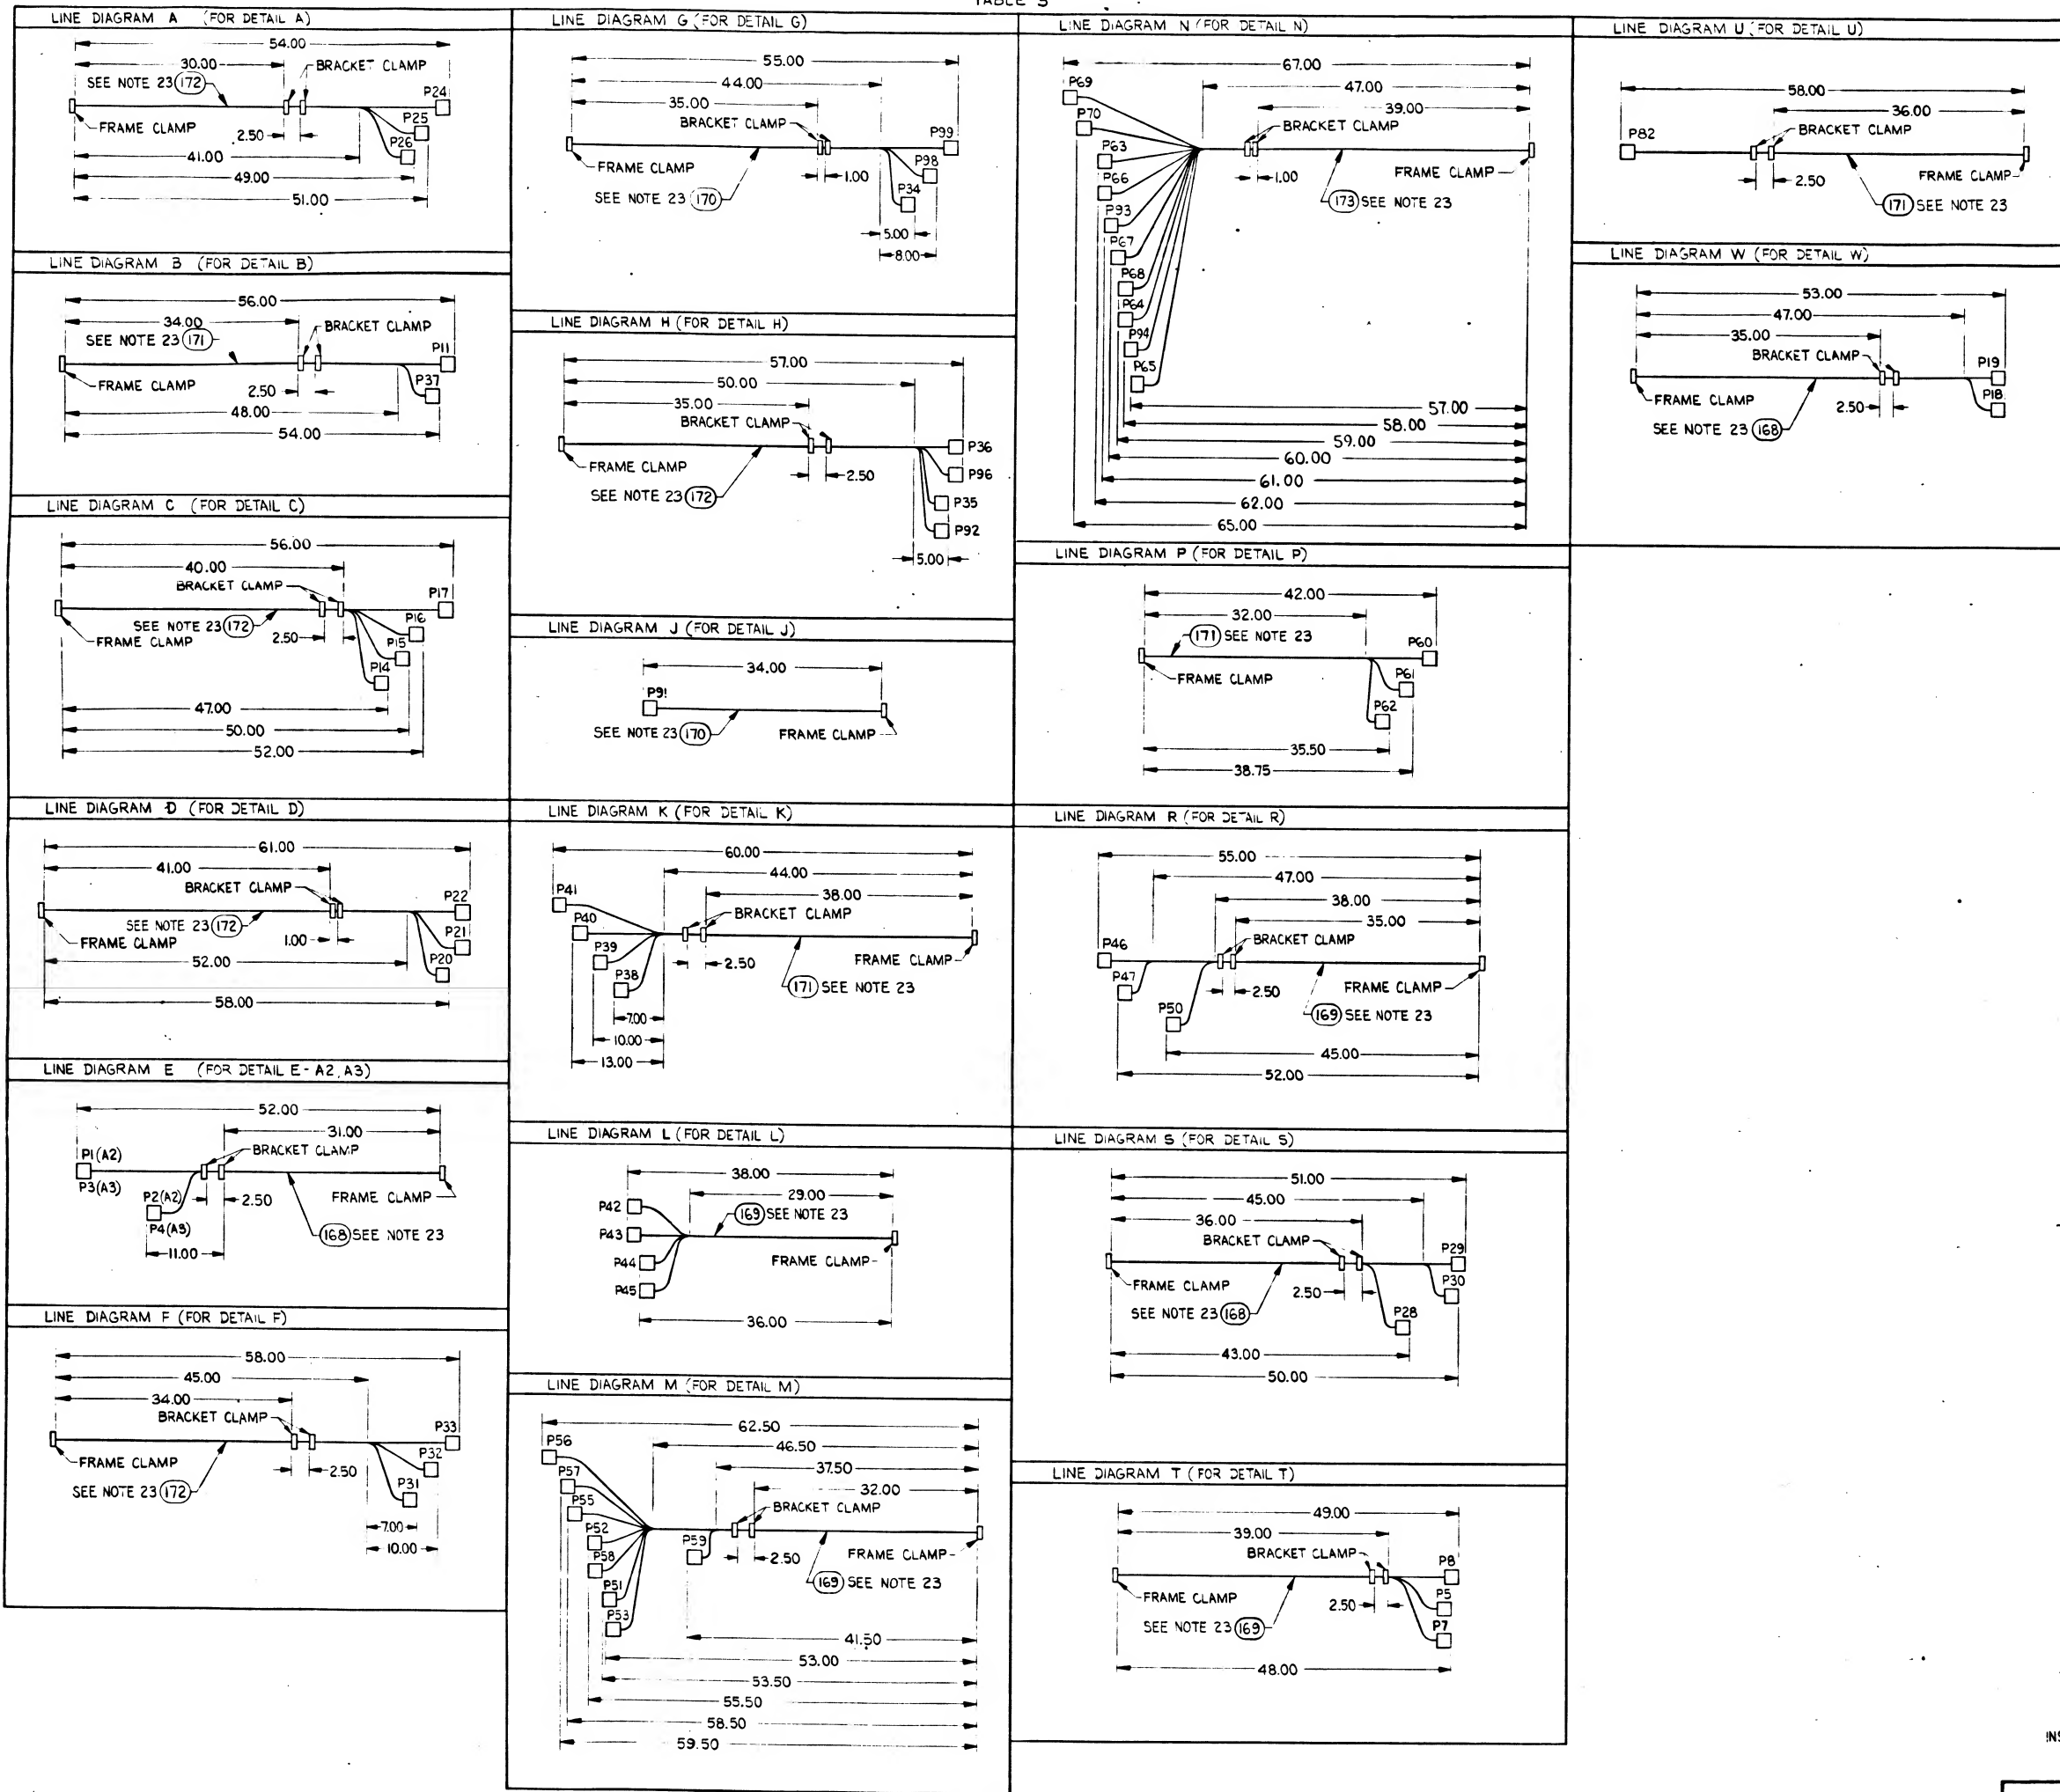 TABLE 3
LINE DIAGRAM A (FOR DETAIL A)
54.00
30.00
BRACKET CLAMP
SEE NOTE 23 172
P24
FRAME CLAMP
P25
2.50
P26
41.00
49.00
51.00
LINE DIAGRAM B (FOR DETAIL B)
56.00
34.00
BRACKET CLAMP
SEE NOTE 23 171
P11
FRAME CLAMP
P37
2.50
48.00
54.00
LINE DIAGRAM C (FOR DETAIL C)
56.00
40.00
BRACKET CLAMP
P17
SEE NOTE 23 172
P16
FRAME CLAMP
2.50
P15
P14
47.00
50.00
52.00
LINE DIAGRAM D (FOR DETAIL D)
61.00
41.00
BRACKET CLAMP
P22
SEE NOTE 23 172
P21
FRAME CLAMP
1.00
52.00
P20
58.00
LINE DIAGRAM E (FOR DETAIL E-A2,A3)
52.00
31.00
P1(A2)
BRACKET CLAMP
P3(A3)
P2(A2)
2.50
FRAME CLAMP
P4(A3)
168 SEE NOTE 23
11.00
LINE DIAGRAM F (FOR DETAIL F)
58.00
45.00
34.00
BRACKET CLAMP
P33
FRAME CLAMP
P32
2.50
SEE NOTE 23 172
P31
7.00
10.00
LINE DIAGRAM G (FOR DETAIL G)
55.00
44.00
35.00
BRACKET CLAMP
P99
FRAME CLAMP
P98
1.00
SEE NOTE 23 170
P34
5.00
8.00
LINE DIAGRAM H (FOR DETAIL H)
57.00
50.00
35.00
BRACKET CLAMP
P36
FRAME CLAMP
P96
2.50
SEE NOTE 23 172
P35
P92
5.00
LINE DIAGRAM J (FOR DETAIL J)
34.00
P91
SEE NOTE 23 170
FRAME CLAMP
LINE DIAGRAM K (FOR DETAIL K)
60.00
44.00
P41
38.00
P40
BRACKET CLAMP
P39
2.50
FRAME CLAMP
P38
171 SEE NOTE 23
7.00
10.00
13.00
LINE DIAGRAM L (FOR DETAIL L)
38.00
29.00
P42
169 SEE NOTE 23
P43
P44
FRAME CLAMP
P45
36.00
LINE DIAGRAM M (FOR DETAIL M)
62.50
P56
46.50
P57
37.50
P55
32.00
BRACKET CLAMP
P52
P59
P58
2.50
FRAME CLAMP
P51
169 SEE NOTE 23
P53
41.50
53.00
53.50
55.50
58.50
59.50
LINE DIAGRAM N (FOR DETAIL N)
67.00
P69
47.00
39.00
P70
BRACKET CLAMP
P63
FRAME CLAMP
P66
1.00
173 SEE NOTE 23
P93
P67
P68
P64
P94
P65
57.00
58.00
59.00
60.00
61.00
62.00
65.00
LINE DIAGRAM P (FOR DETAIL P)
42.00
32.00
171 SEE NOTE 23
P60
FRAME CLAMP
P61
P62
35.50
38.75
LINE DIAGRAM R (FOR DETAIL R)
55.00
47.00
38.00
35.00
P46
BRACKET CLAMP
P47
2.50
FRAME CLAMP
P50
169 SEE NOTE 23
45.00
52.00
LINE DIAGRAM S (FOR DETAIL S)
51.00
45.00
36.00
BRACKET CLAMP
P29
FRAME CLAMP
P30
2.50
SEE NOTE 23 168
P28
43.00
50.00
LINE DIAGRAM T (FOR DETAIL T)
49.00
39.00
BRACKET CLAMP
P8
FRAME CLAMP
2.50
P5
SEE NOTE 23 169
P7
48.00
LINE DIAGRAM U (FOR DETAIL U)
58.00
36.00
P82
BRACKET CLAMP
2.50
FRAME CLAMP
171 SEE NOTE 23
LINE DIAGRAM W (FOR DETAIL W)
53.00
47.00
35.00
BRACKET CLAMP
P19
FRAME CLAMP
P18
2.50
SEE NOTE 23 168